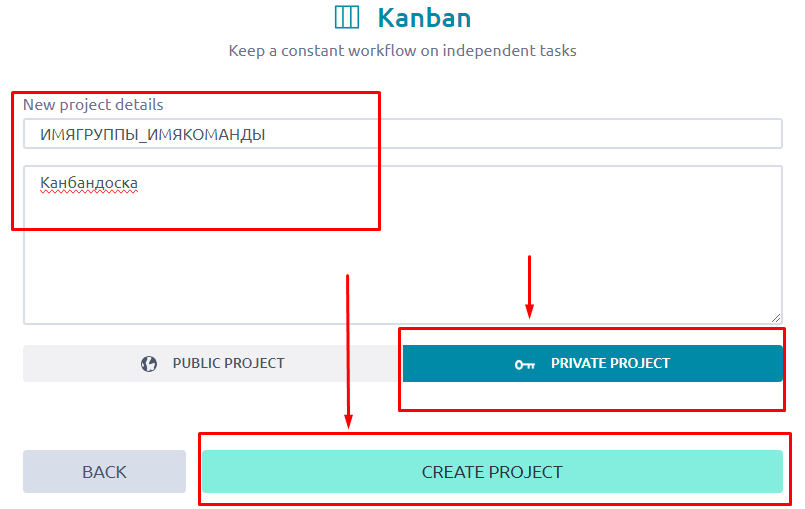 Kanban
Keep a constant workflow on independent tasks
New project details
ИМЯГРУППЫ_ИМЯКОМАНДЫ
Канбандоска
PUBLIC PROJECT
PRIVATE PROJECT
BACK
CREATE PROJECT